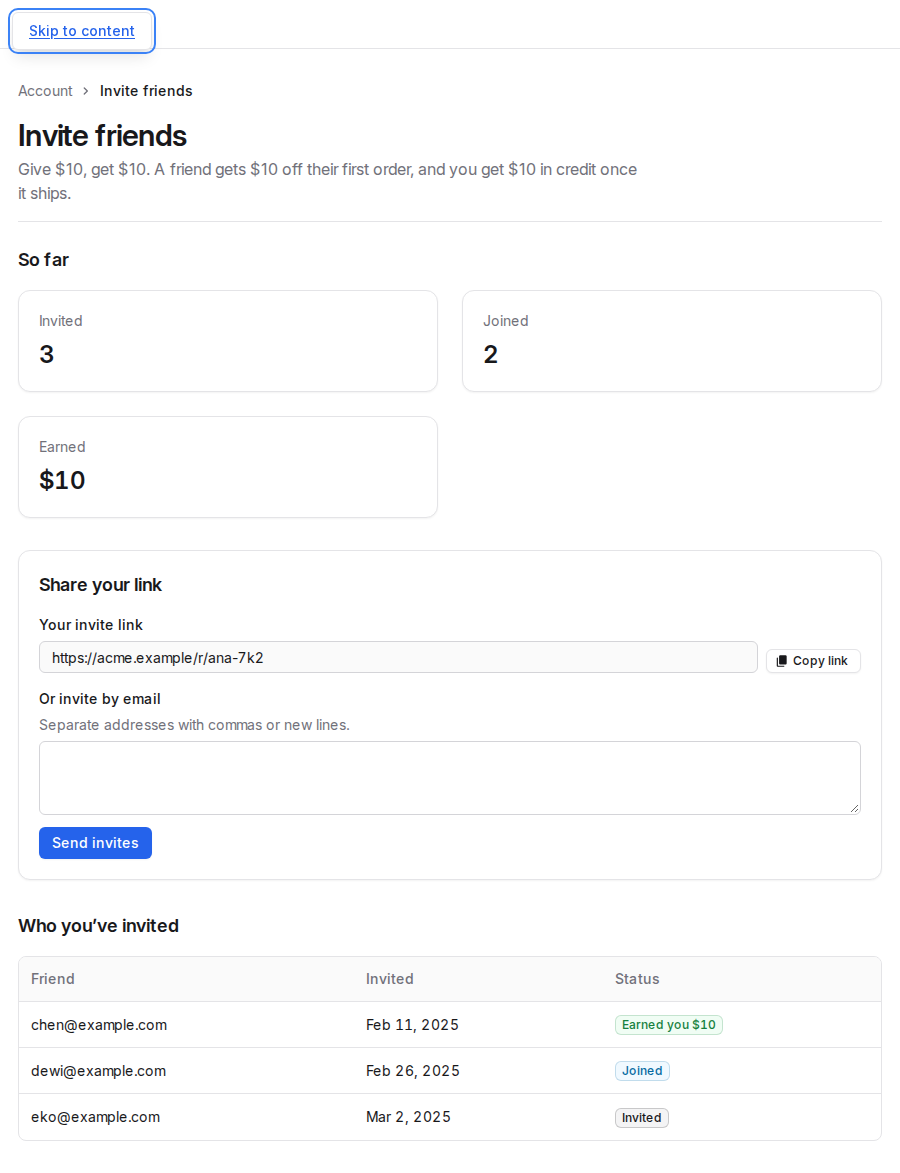 Skip to content
Account > Invite friends
Invite friends
Give $10, get $10. A friend gets $10 off their first order, and you get $10 in credit once
it ships.
So far
Invited
3
Joined
2
Earned
$10
Share your link
Your invite link
https://acme.example/r/ana-7k2
Copy link
Or invite by email
Separate addresses with commas or new lines.
Send invites
Who you’ve invited
Friend Invited Status
chen@example.com Feb 11, 2025 Earned you $10
dewi@example.com Feb 26, 2025 Joined
eko@example.com Mar 2, 2025 Invited